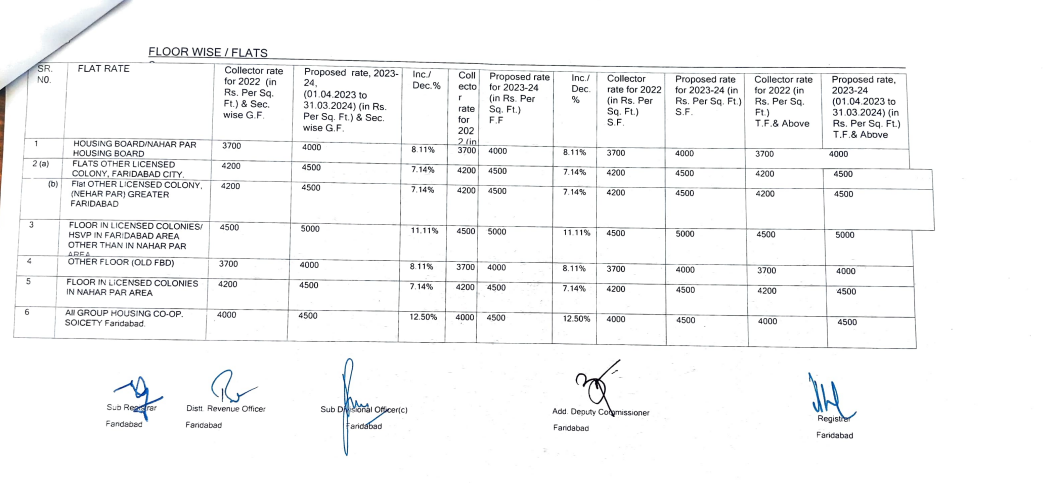 FLOOR WISE / FLATS
SR. N0.
FLAT RATE
Collector rate for 2022 (in Rs. Per Sq. Ft.) & Sec. wise G.F.
Proposed rate, 2023-24, (01.04.2023 to 31.03.2024) (in Rs. Per Sq. Ft.) & Sec. wise G.F.
Inc./ Dec.%
Coll ecto r rate for 202 2 (in
Proposed rate for 2023-24 (in Rs. Per Sq. Ft.) F.F
Inc./ Dec. %
Collector rate for 2022 (in Rs. Per Sq. Ft.) S.F.
Proposed rate for 2023-24 (in Rs. Per Sq. Ft.) S.F.
Collector rate for 2022 (in Rs. Per Sq. Ft.) T.F.& Above
Proposed rate, 2023-24 (01.04.2023 to 31.03.2024) (in Rs. Per Sq. Ft.) T.F.& Above
1 HOUSING BOARD/NAHAR PAR HOUSING BOARD 3700 4000 8.11% 3700 4000 8.11% 3700 4000 3700 4000
2 (a) FLATS OTHER LICENSED COLONY, FARIDABAD CITY. 4200 4500 7.14% 4200 4500 7.14% 4200 4500 4200 4500
(b) Flat OTHER LICENSED COLONY, (NEHAR PAR) GREATER FARIDABAD 4200 4500 7.14% 4200 4500 7.14% 4200 4500 4200 4500
3 FLOOR IN LICENSED COLONIES/ HSVP IN FARIDABAD AREA OTHER THAN IN NAHAR PAR AREA 4500 5000 11.11% 4500 5000 11.11% 4500 5000 4500 5000
4 OTHER FLOOR (OLD FBD) 3700 4000 8.11% 3700 4000 8.11% 3700 4000 3700 4000
5 FLOOR IN LICENSED COLONIES IN NAHAR PAR AREA 4200 4500 7.14% 4200 4500 7.14% 4200 4500 4200 4500
6 All GROUP HOUSING CO-OP. SOICETY Faridabad. 4000 4500 12.50% 4000 4500 12.50% 4000 4500 4000 4500
Sub Registrar
Faridabad
Distt. Revenue Officer
Faridabad
Sub Divisional Officer(c)
Faridabad
Add. Deputy Commissioner
Faridabad
Registrar
Faridabad